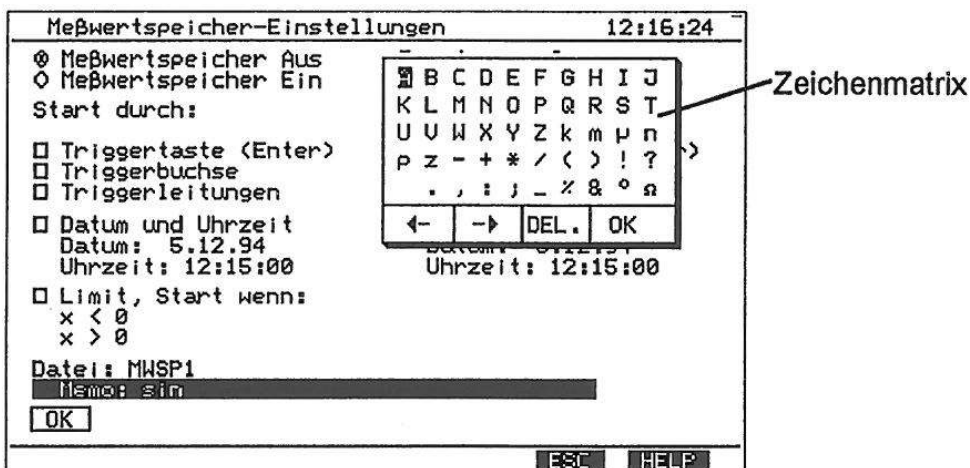 Meßwertspeicher-Einstellungen 12:16:24
Meßwertspeicher Aus
Meßwertspeicher Ein
Start durch:
Triggertaste (Enter)
Triggerbuchse
Triggerleitungen
Datum und Uhrzeit
Datum: 5.12.94
Uhrzeit: 12:15:00
Uhrzeit: 12:15:00
Limit, Start wenn:
x < 0
x > 0
Datei: MWSP1
Memo: sin
OK
ESC HELP
B C D E F G H I J
K L M N O P Q R S T
U V W X Y Z k m µ n
p z - + * / ( ) ! ?
. , : ; _ % & ° Ω
← → DEL. OK
Zeichenmatrix